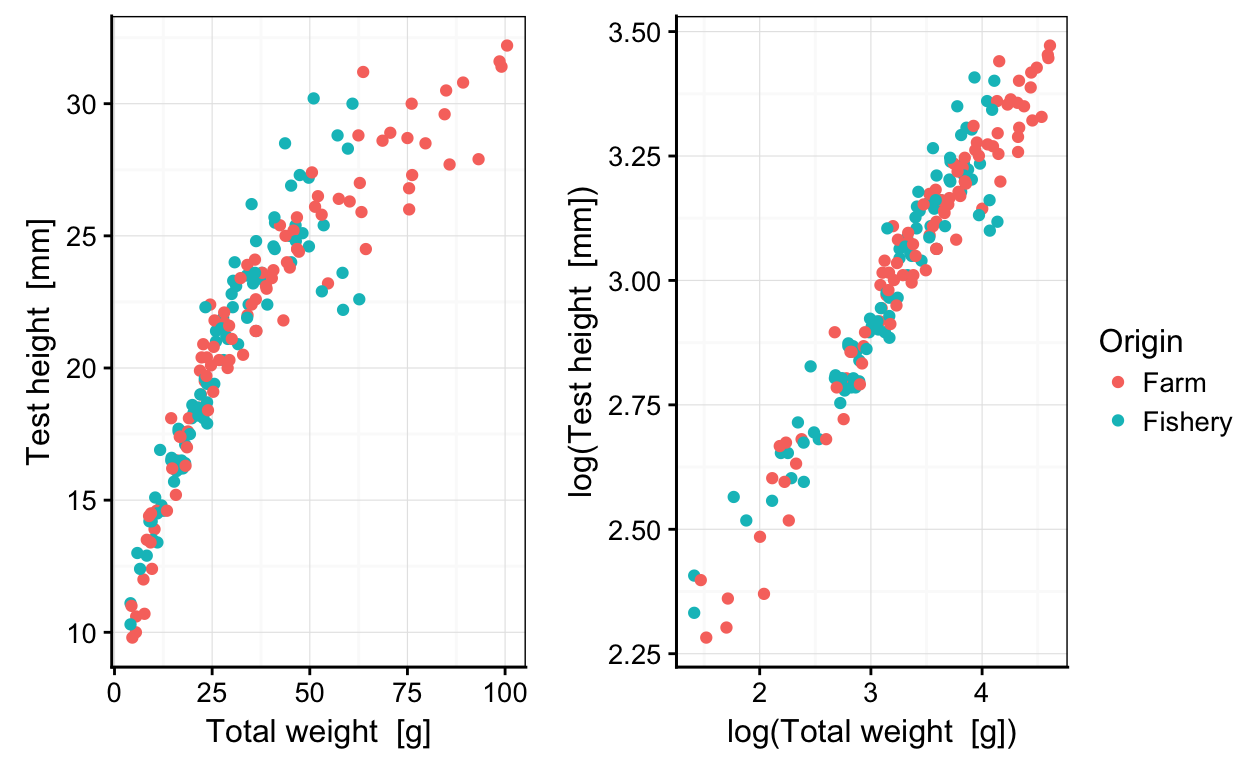 30
25
20
15
10
Test height  [mm]
0 25 50 75 100
Total weight  [g]
3.50
3.25
3.00
2.75
2.50
2.25
log(Test height  [mm])
2 3 4
log(Total weight  [g])
Origin
Farm
Fishery